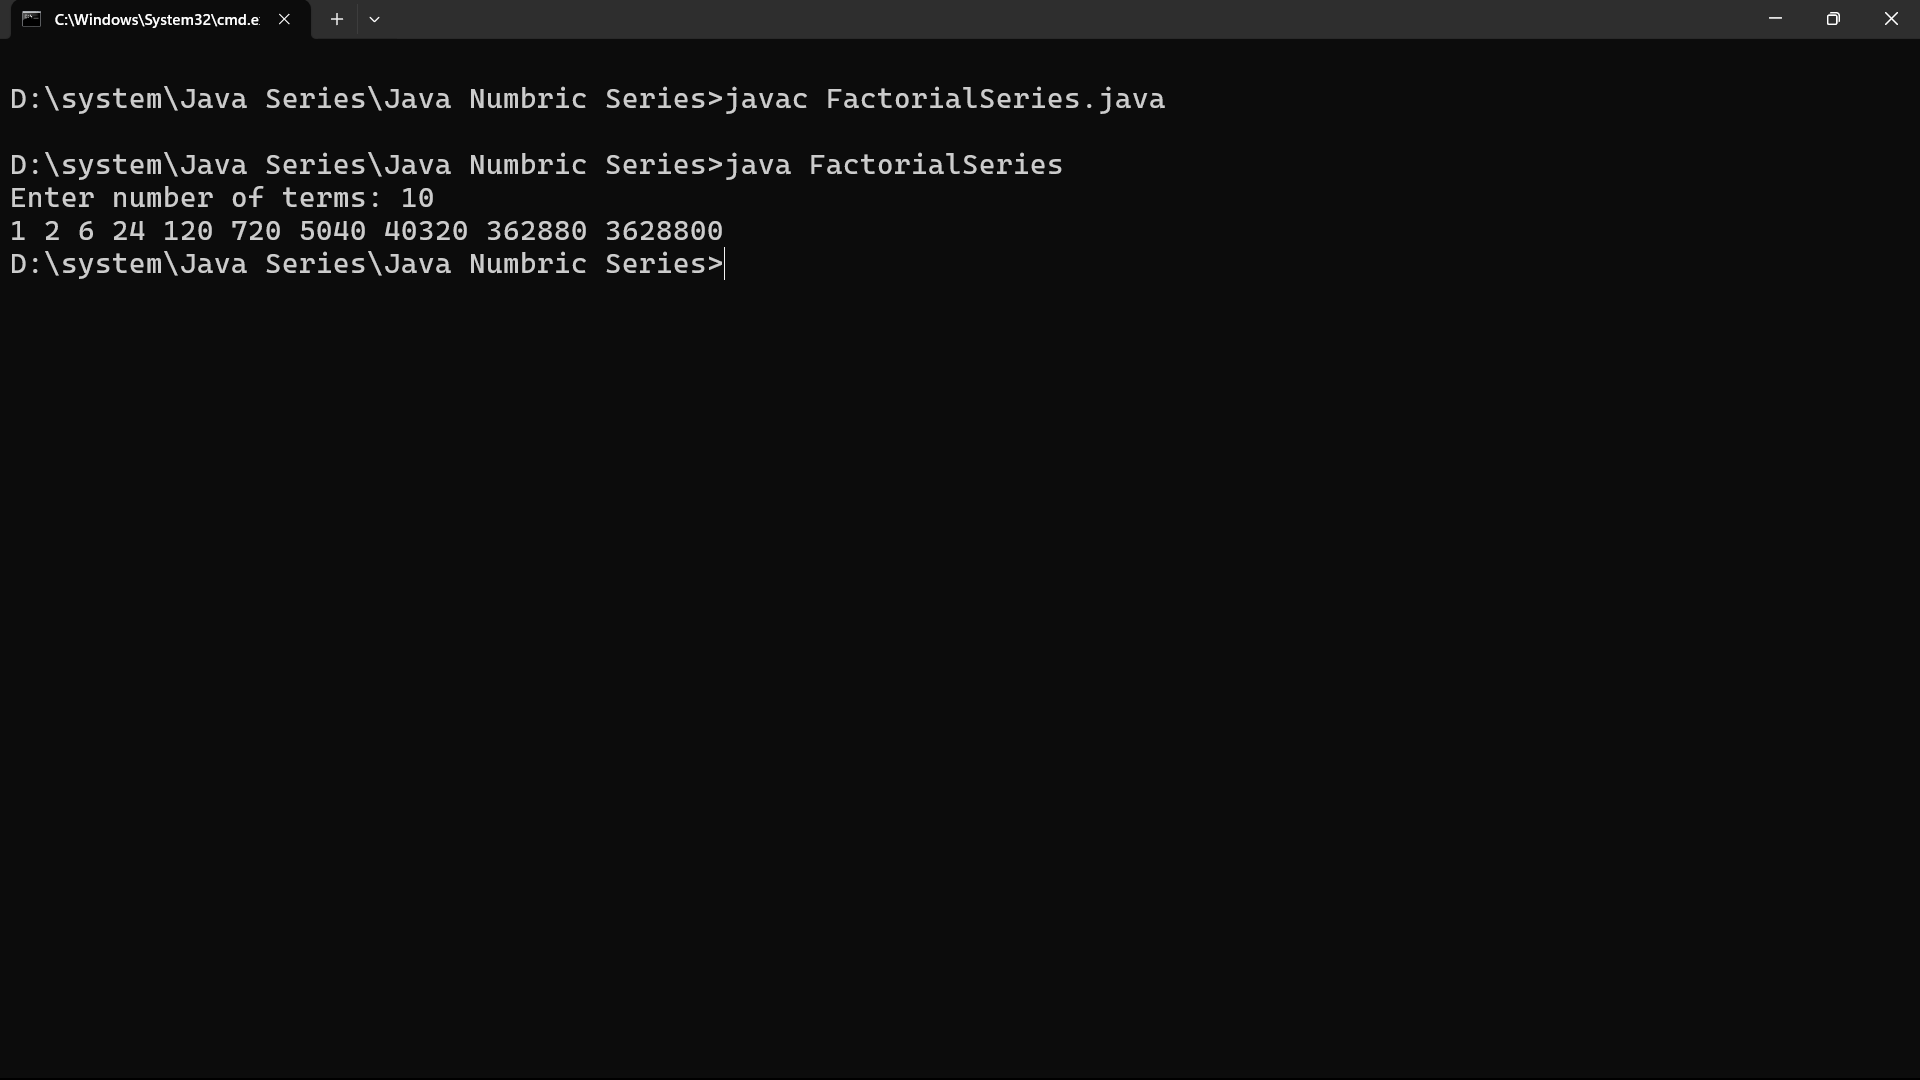 C:\Windows\System32\cmd.e
D:\system\Java Series\Java Numbric Series>javac FactorialSeries.java
D:\system\Java Series\Java Numbric Series>java FactorialSeries
Enter number of terms: 10
1 2 6 24 120 720 5040 40320 362880 3628800
D:\system\Java Series\Java Numbric Series>